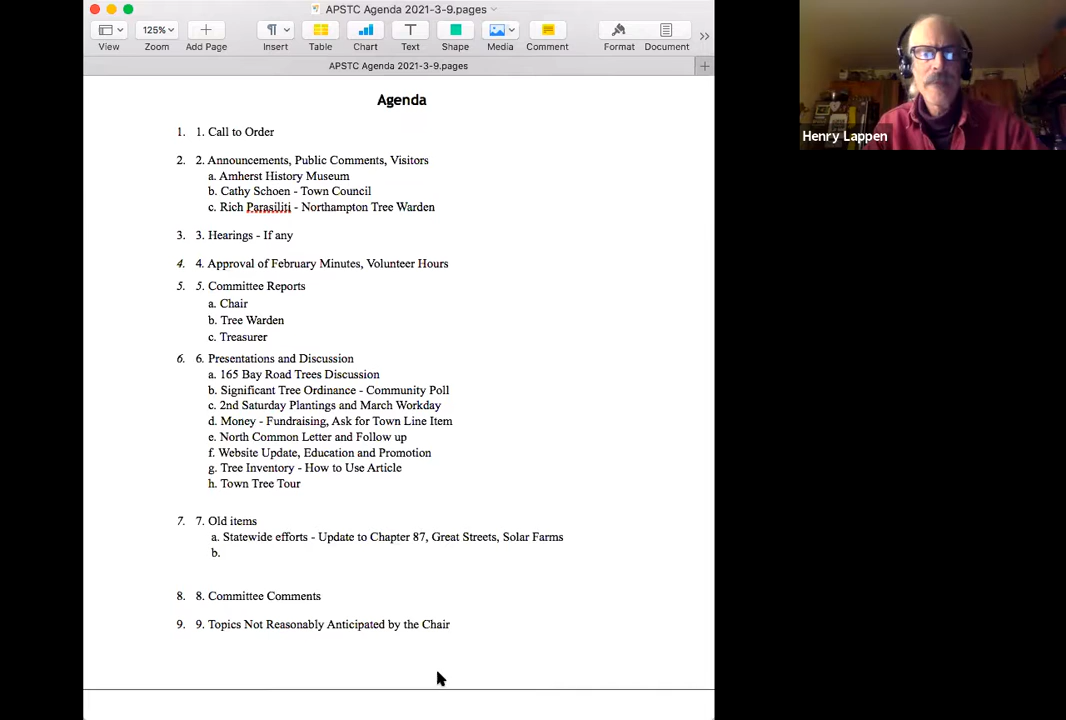 APSTC Agenda 2021-3-9.pages
125%
View
Zoom
Add Page
Insert
Table
Chart
Text
Shape
Media
Comment
Format
Document
APSTC Agenda 2021-3-9.pages
Agenda
1. 1. Call to Order
2. 2. Announcements, Public Comments, Visitors
a. Amherst History Museum
b. Cathy Schoen - Town Council
c. Rich Parasiliti - Northampton Tree Warden
3. 3. Hearings - If any
4. 4. Approval of February Minutes, Volunteer Hours
5. 5. Committee Reports
a. Chair
b. Tree Warden
c. Treasurer
6. 6. Presentations and Discussion
a. 165 Bay Road Trees Discussion
b. Significant Tree Ordinance - Community Poll
c. 2nd Saturday Plantings and March Workday
d. Money - Fundraising, Ask for Town Line Item
e. North Common Letter and Follow up
f. Website Update, Education and Promotion
g. Tree Inventory - How to Use Article
h. Town Tree Tour
7. 7. Old items
a. Statewide efforts - Update to Chapter 87, Great Streets, Solar Farms
b.
8. 8. Committee Comments
9. 9. Topics Not Reasonably Anticipated by the Chair
Henry Lappen